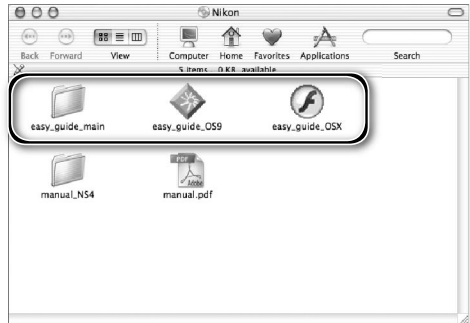 Nikon
Back Forward View Computer Home Favorites Applications Search
5 items, 0 KB available
easy_guide_main easy_guide_OS9 easy_guide_OSX
PDF
Adobe
manual_NS4 manual.pdf